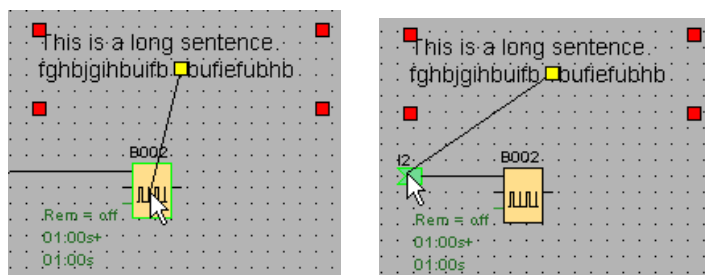 This is a long sentence.
fghbjgihbuifb bufiefubhb
B002
Rem = off
01:00s+
01:00s
This is a long sentence.
fghbjgihbuifb bufiefubhb
I2
B002
Rem = off
01:00s+
01:00s